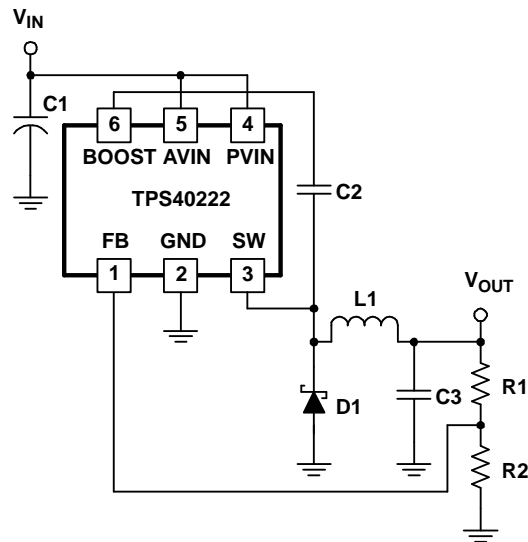 VIN
C1
6 5 4
BOOST AVIN PVIN
TPS40222
C2
FB GND SW
1 2 3
VOUT
L1
R1
C3
D1
R2